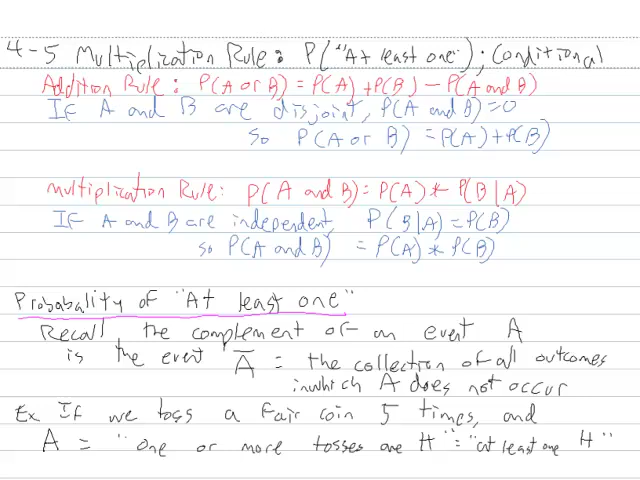 4-5 Multiplication Rule: P("At least one"); Conditional
Addition Rule: P(A or B) = P(A) + P(B) - P(A and B)
IF A and B are disjoint, P(A and B) = 0
so P(A or B) = P(A) + P(B)
Multiplication Rule: P(A and B) = P(A) * P(B|A)
IF A and B are independent, P(B|A) = P(B)
so P(A and B) = P(A) * P(B)
Probabality of "At least one"
Recall the complement of an event A
is the event A̅ = the collection of all outcomes
in which A does not occur
Ex If we toss a Fair coin 5 times, and
A = "one or more tosses are H" = "at least one H"